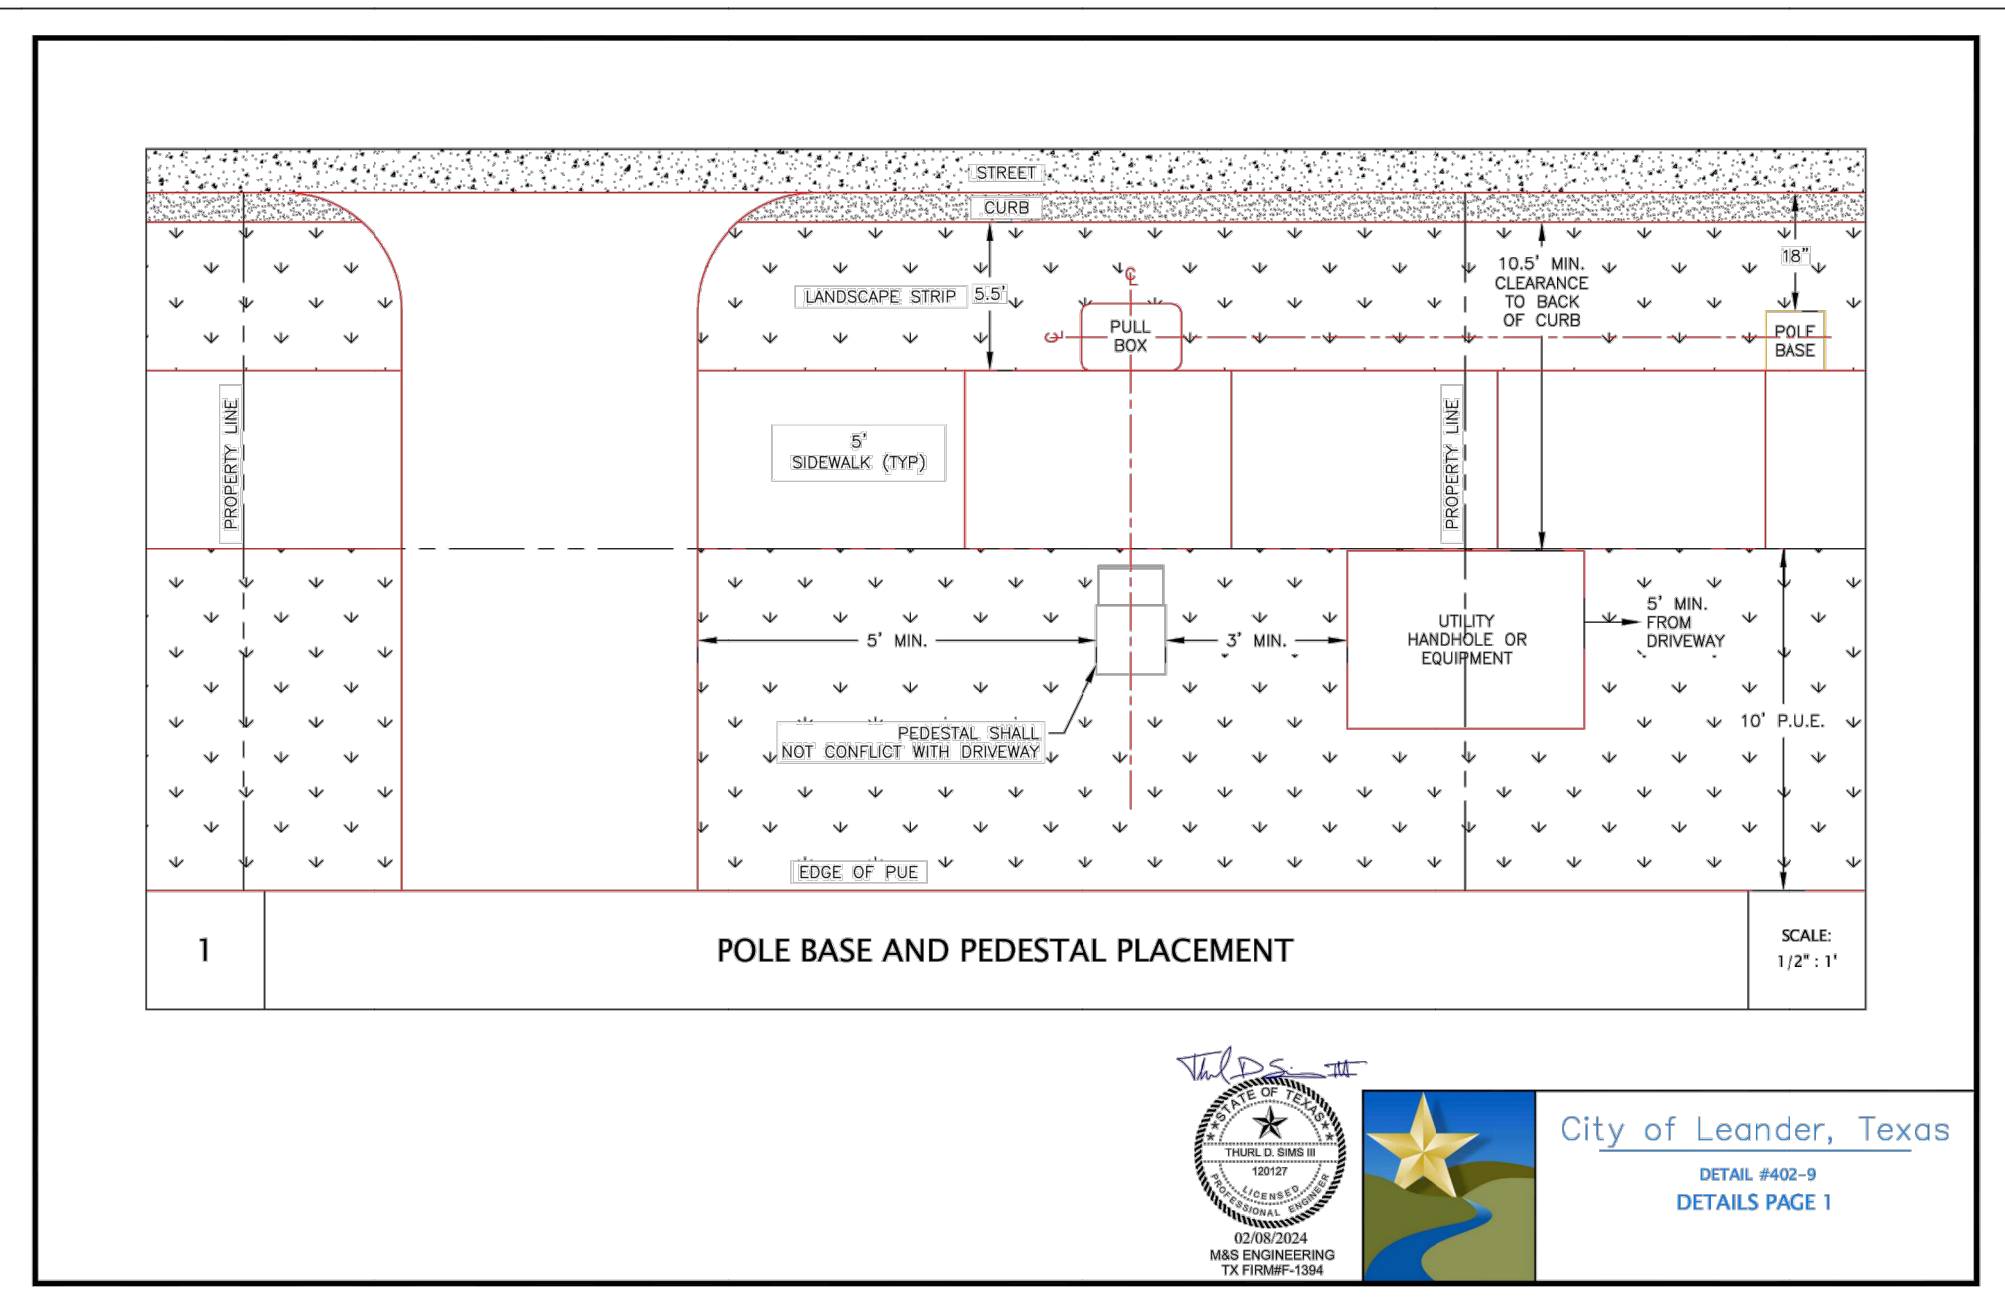 STREET
CURB
LANDSCAPE STRIP
5.5'
℄
℄
PULL
BOX
10.5' MIN.
CLEARANCE
TO BACK
OF CURB
18"
POLE
BASE
PROPERTY LINE
5'
SIDEWALK (TYP)
PROPERTY LINE
5' MIN.
3' MIN.
UTILITY
HANDHOLE OR
EQUIPMENT
5' MIN.
FROM
DRIVEWAY
PEDESTAL SHALL
NOT CONFLICT WITH DRIVEWAY
10' P.U.E.
EDGE OF PUE
1
POLE BASE AND PEDESTAL PLACEMENT
SCALE:
1/2" : 1'
Thurl D Sims III
STATE OF TEXAS
THURL D. SIMS III
120127
LICENSED
PROFESSIONAL ENGINEER
02/08/2024
M&S ENGINEERING
TX FIRM#F-1394
City of Leander, Texas
DETAIL #402-9
DETAILS PAGE 1